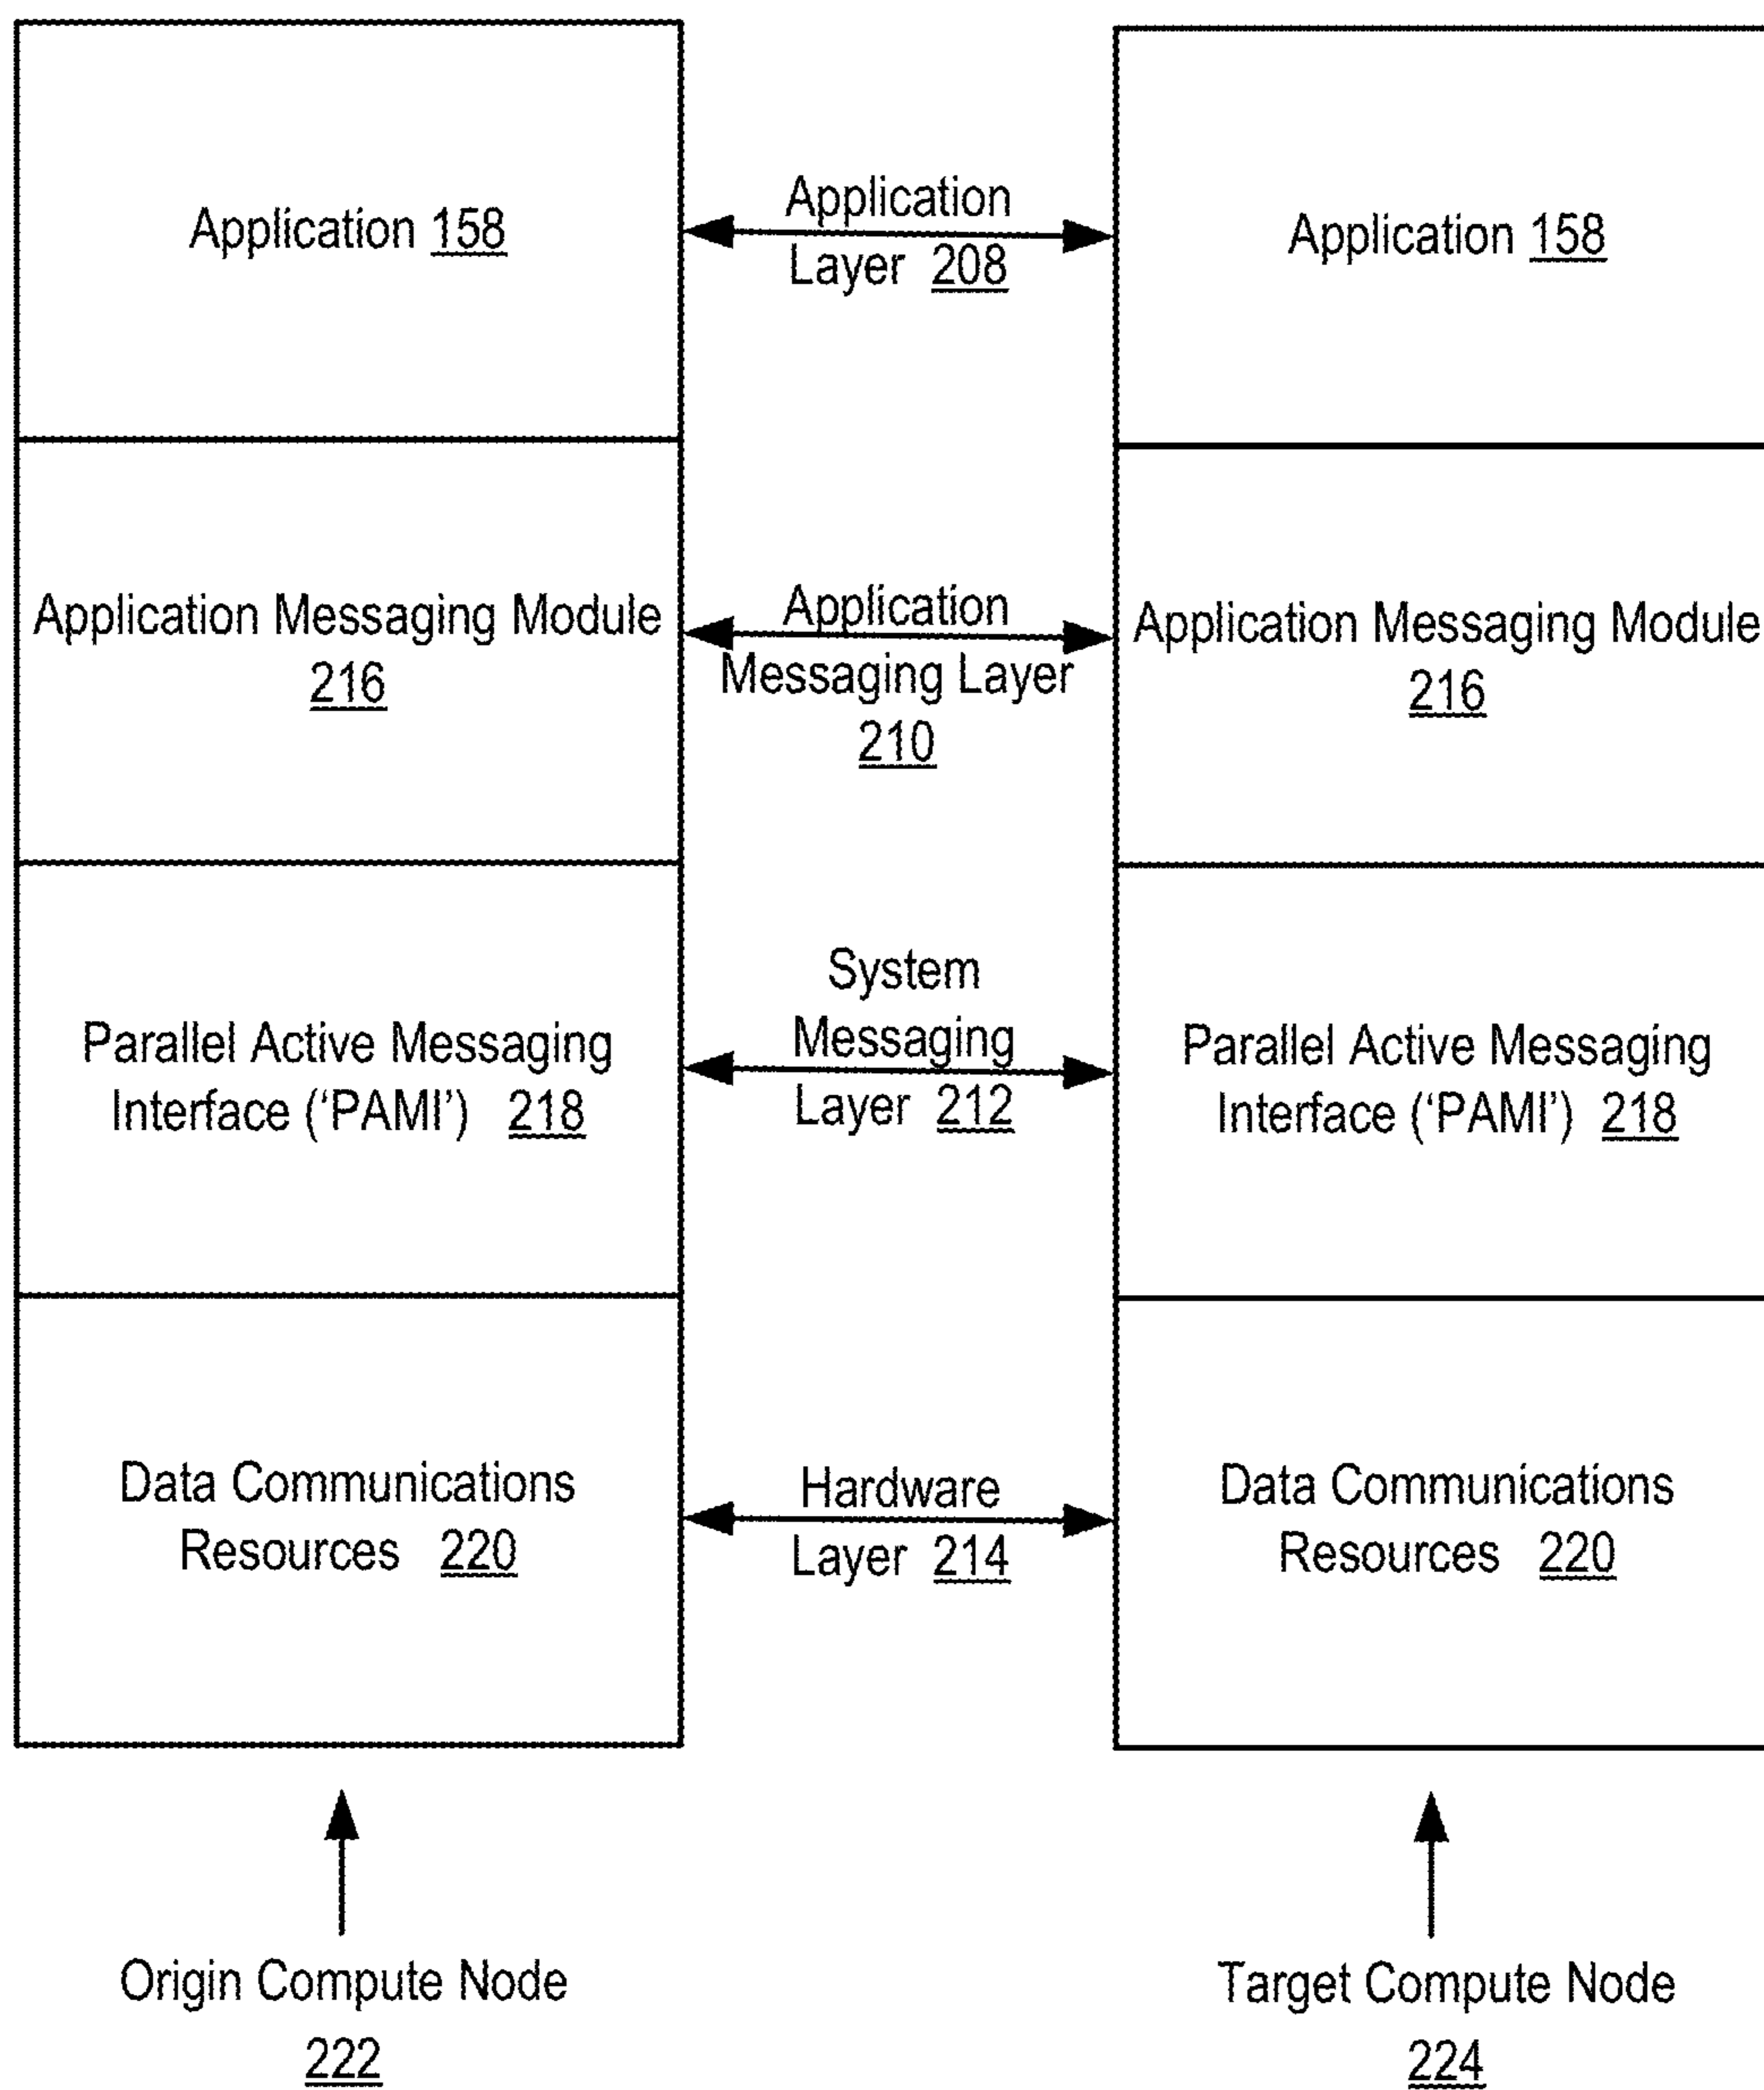 Application 158
Application
Layer 208
Application 158
Application Messaging Module
216
Application
Messaging Layer
210
Application Messaging Module
216
Parallel Active Messaging
Interface (‘PAMI’) 218
System
Messaging
Layer 212
Parallel Active Messaging
Interface (‘PAMI’) 218
Data Communications
Resources 220
Hardware
Layer 214
Data Communications
Resources 220
Origin Compute Node
222
Target Compute Node
224